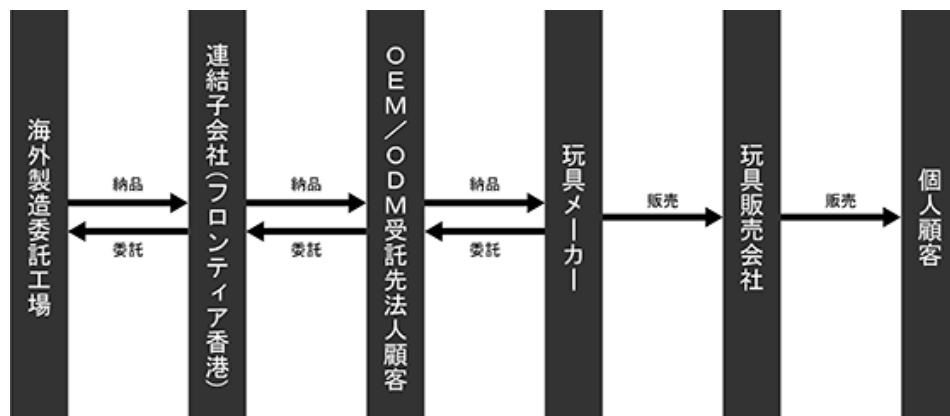 海外製造委託工場
納品
委託
連結子会社(フロンティア香港)
納品
委託
OEM/ODM受託先法人顧客
納品
委託
玩具メーカー
販売
玩具販売会社
販売
個人顧客